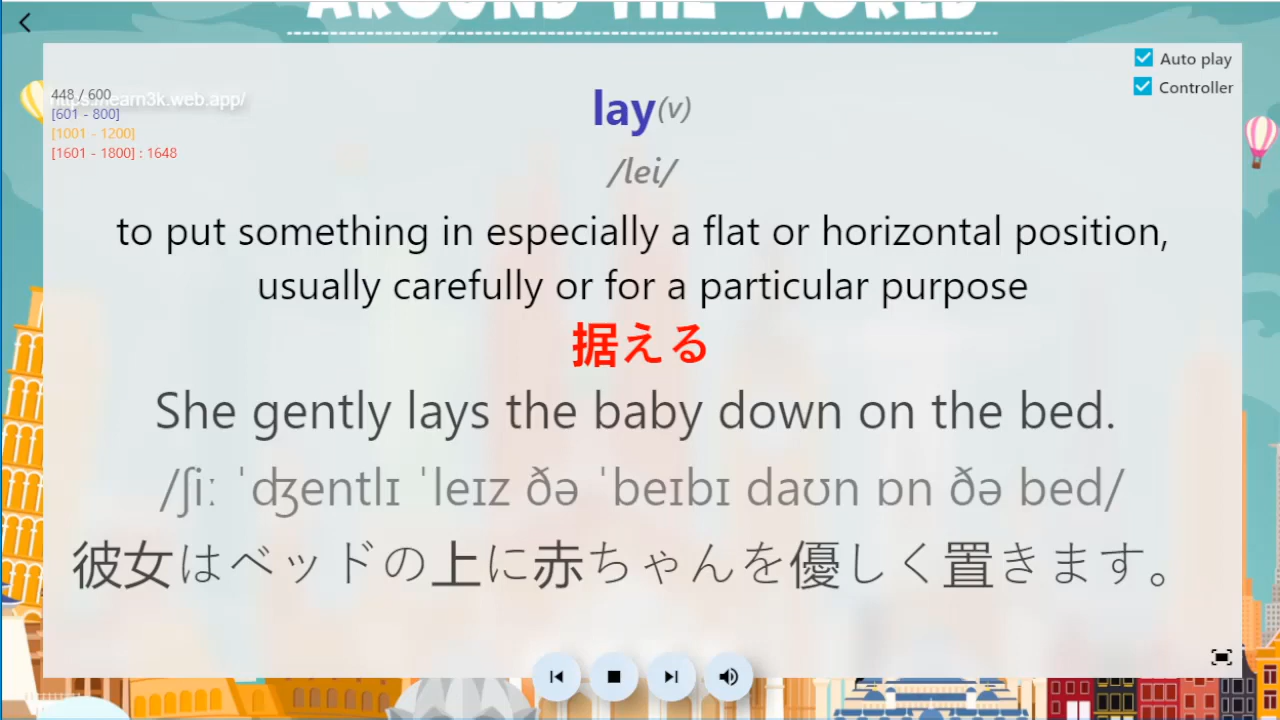 AROUND THE WORLD
Auto play
Controller
448 / 600
https://learn3k.web.app/
[601 - 800]
[1001 - 1200]
[1601 - 1800] : 1648
lay(v)
/lei/
to put something in especially a flat or horizontal position,
usually carefully or for a particular purpose
据える
She gently lays the baby down on the bed.
/ʃiː ˈʤentlɪ ˈleɪz ðə ˈbeɪbɪ daʊn ɒn ðə bed/
彼女はベッドの上に赤ちゃんを優しく置きます。